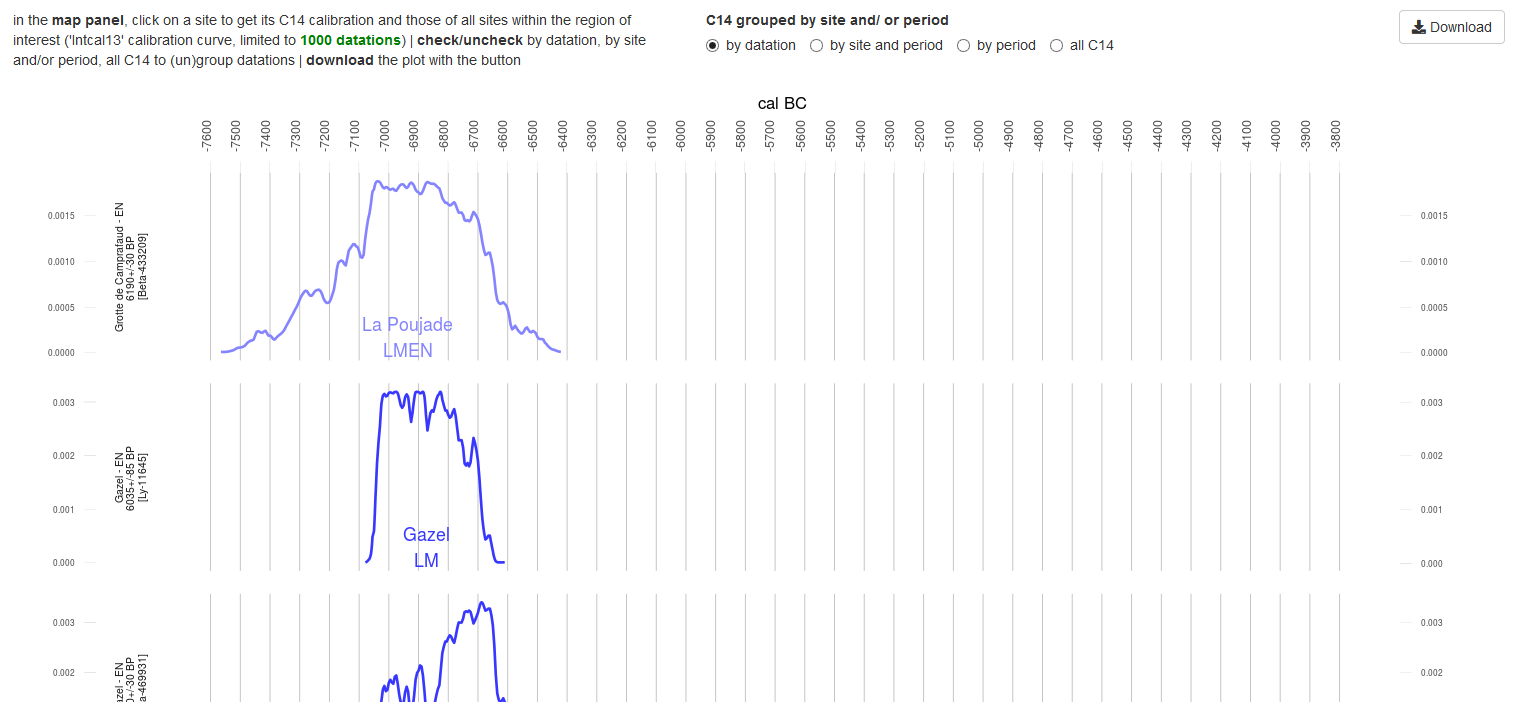 in the map panel, click on a site to get its C14 calibration and those of all sites within the region of
interest ('Intcal13' calibration curve, limited to 1000 datations) | check/uncheck by datation, by site
and/or period, all C14 to (un)group datations | download the plot with the button
C14 grouped by site and/ or period
by datation by site and period by period all C14
Download
cal BC
-7600 -7500 -7400 -7300 -7200 -7100 -7000 -6900 -6800 -6700 -6600 -6500 -6400 -6300 -6200 -6100 -6000 -5900 -5800 -5700 -5600 -5500 -5400 -5300 -5200 -5100 -5000 -4900 -4800 -4700 -4600 -4500 -4400 -4300 -4200 -4100 -4000 -3900 -3800
Grotte de Camprafaud - EN
6190+/-30 BP
[Beta-433209]
0.0015 0.0015
0.0010 0.0010
0.0005 0.0005
0.0000 0.0000
La Poujade
LMEN
Gazel - EN
6035+/-85 BP
[Ly-11645]
0.003 0.003
0.002 0.002
0.001 0.001
0.000 0.000
Gazel
LM
azel - EN
0+/-30 BP
a-469931]
0.003 0.003
0.002 0.002